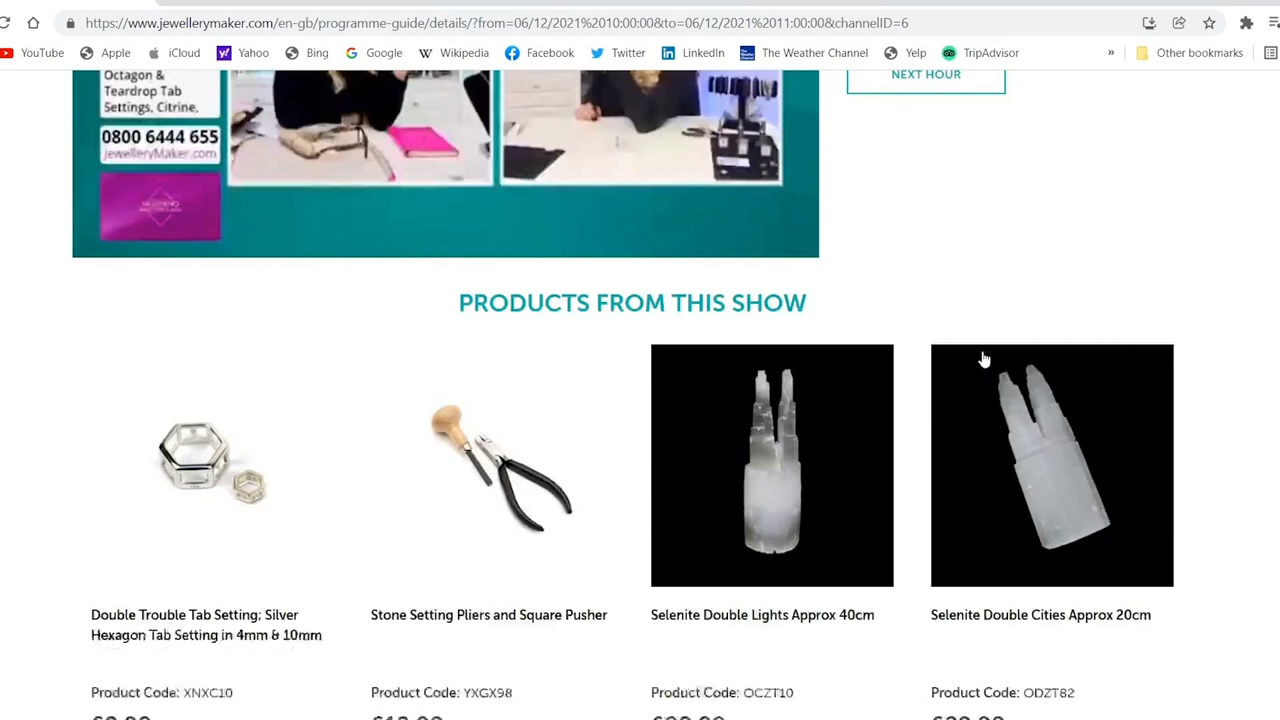 https://www.jewellerymaker.com/en-gb/programme-guide/details/?from=06/12/2021%2010:00:00&to=06/12/2021%2011:00:00&channelID=6
YouTube Apple iCloud Yahoo Bing Google Wikipedia Facebook Twitter LinkedIn The Weather Channel Yelp TripAdvisor » Other bookmarks
Octagon &
Teardrop Tab
Settings, Citrine,
0800 6444 655
jewelleryMaker.com
NEXT HOUR
PRODUCTS FROM THIS SHOW
Double Trouble Tab Setting; Silver
Hexagon Tab Setting in 4mm & 10mm
Stone Setting Pliers and Square Pusher
Selenite Double Lights Approx 40cm
Selenite Double Cities Approx 20cm
Product Code: XNXC10
Product Code: YXGX98
Product Code: OCZT10
Product Code: ODZT82